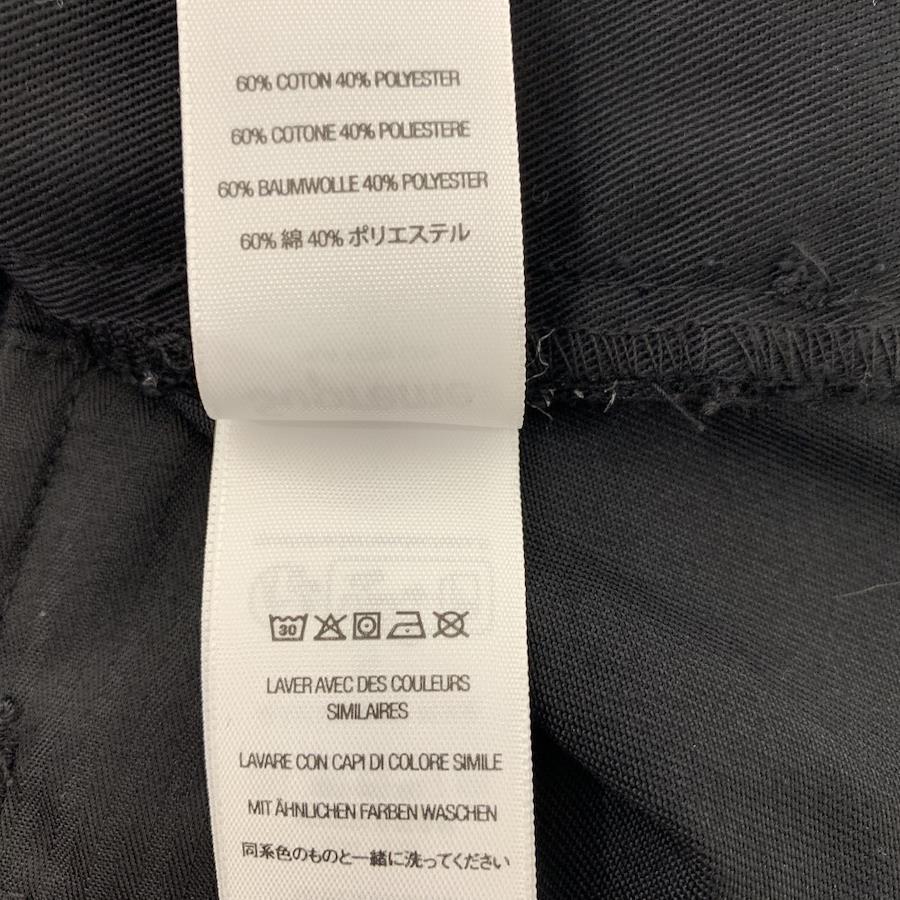 60% COTON 40% POLYESTER
60% COTONE 40% POLIESTERE
60% BAUMWOLLE 40% POLYESTER
60% 綿 40% ポリエステル
30
LAVER AVEC DES COULEURS
SIMILAIRES
LAVARE CON CAPI DI COLORE SIMILE
MIT ÄHNLICHEN FARBEN WASCHEN
同系色のものと一緒に洗ってください